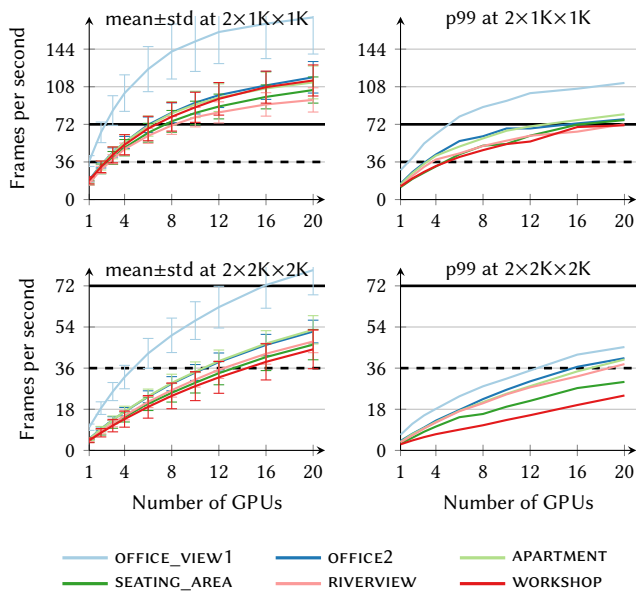 mean±std at 2×1K×1K
p99 at 2×1K×1K
Frames per second
144
108
72
36
0
1 4 8 12 16 20
144
108
72
36
0
1 4 8 12 16 20
mean±std at 2×2K×2K
p99 at 2×2K×2K
Frames per second
72
54
36
18
0
1 4 8 12 16 20
72
54
36
18
0
1 4 8 12 16 20
Number of GPUs
Number of GPUs
OFFICE_VIEW1 OFFICE2 APARTMENT
SEATING_AREA RIVERVIEW WORKSHOP